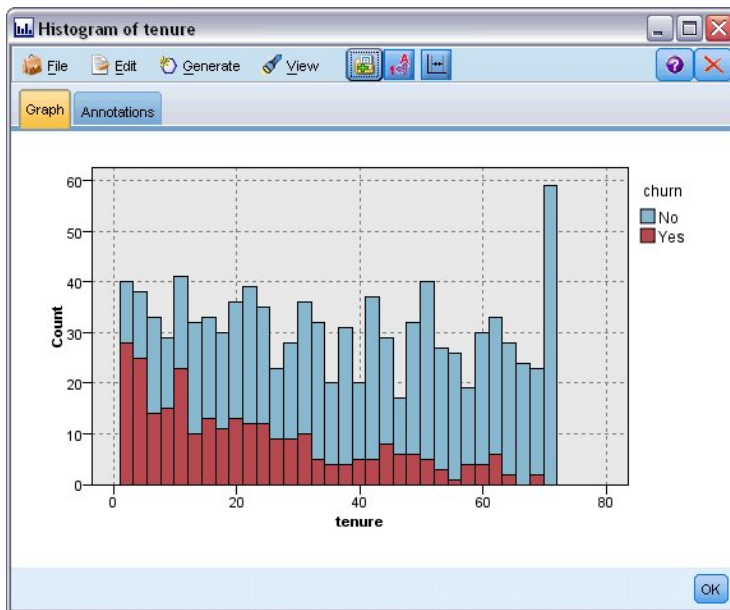 Histogram of tenure
File Edit Generate View
Graph Annotations
60
50
40
30
20
10
0
Count
0 20 40 60 80
tenure
churn
No
Yes
OK